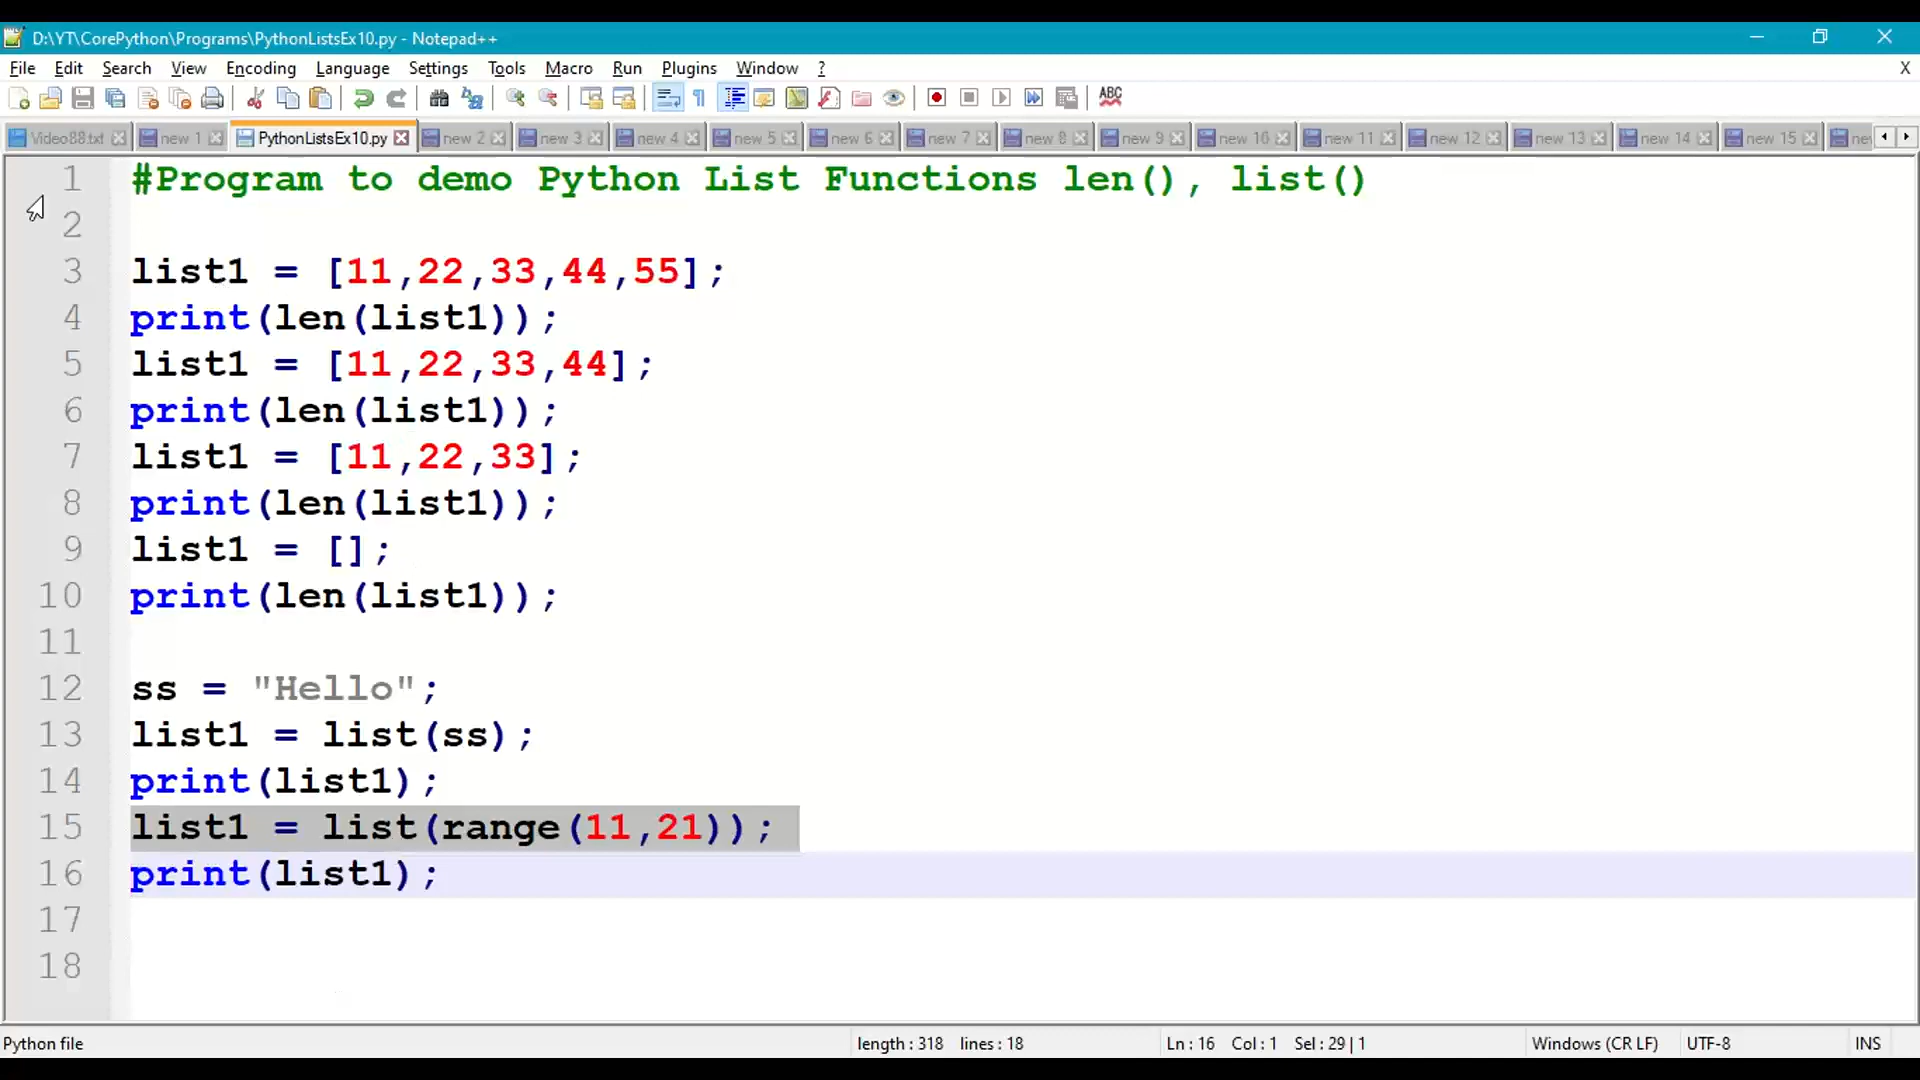 D:\YT\CorePython\Programs\PythonListsEx10.py - Notepad++
File Edit Search View Encoding Language Settings Tools Macro Run Plugins Window ? X
ABC
Video88.txt new 1 PythonListsEx10.py new 2 new 3 new 4 new 5 new 6 new 7 new 8 new 9 new 10 new 11 new 12 new 13 new 14 new 15
1 #Program to demo Python List Functions len(), list()
2
3 list1 = [11,22,33,44,55];
4 print(len(list1));
5 list1 = [11,22,33,44];
6 print(len(list1));
7 list1 = [11,22,33];
8 print(len(list1));
9 list1 = [];
10 print(len(list1));
11
12 ss = "Hello";
13 list1 = list(ss);
14 print(list1);
15 list1 = list(range(11,21));
16 print(list1);
17
18
Python file length : 318 lines : 18 Ln : 16 Col : 1 Sel : 29 | 1 Windows (CR LF) UTF-8 INS